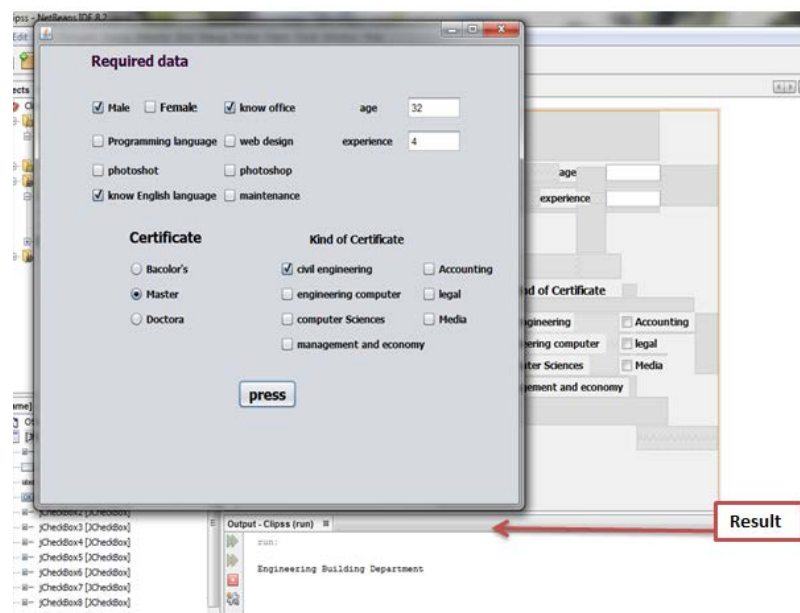 Clipss - NetBeans IDE 8.2
Edit
Required data
Male Female know office age 32
Programming language web design experience 4
photoshot photoshop
know English language maintenance
Certificate Kind of Certificate
Bacolor's civil engineering Accounting
Master engineering computer legal
Doctora computer Sciences Media
management and economy
press
age
experience
nd of Certificate
gineering Accounting
ering computer legal
ter Sciences Media
gement and economy
jCheckBox2 [JCheckBox]
jCheckBox3 [JCheckBox]
jCheckBox4 [JCheckBox]
jCheckBox5 [JCheckBox]
jCheckBox6 [JCheckBox]
jCheckBox7 [JCheckBox]
jCheckBox8 [JCheckBox]
Output - Clipss (run)
run:
Engineering Building Department
Result